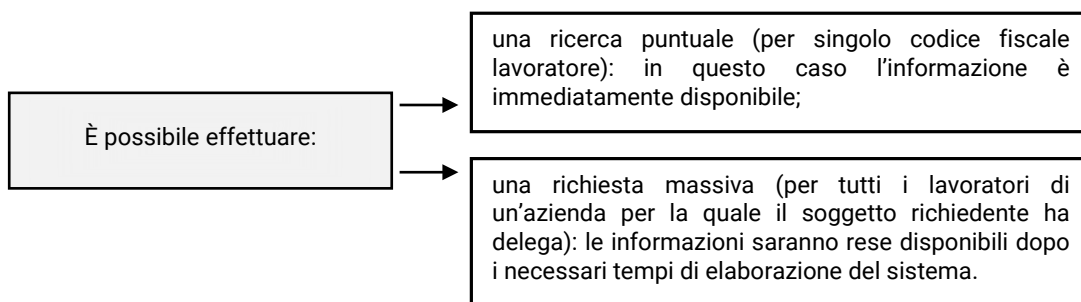 È possibile effettuare:
una ricerca puntuale (per singolo codice fiscale
lavoratore): in questo caso l'informazione è
immediatamente disponibile;
una richiesta massiva (per tutti i lavoratori di
un'azienda per la quale il soggetto richiedente ha
delega): le informazioni saranno rese disponibili dopo
i necessari tempi di elaborazione del sistema.